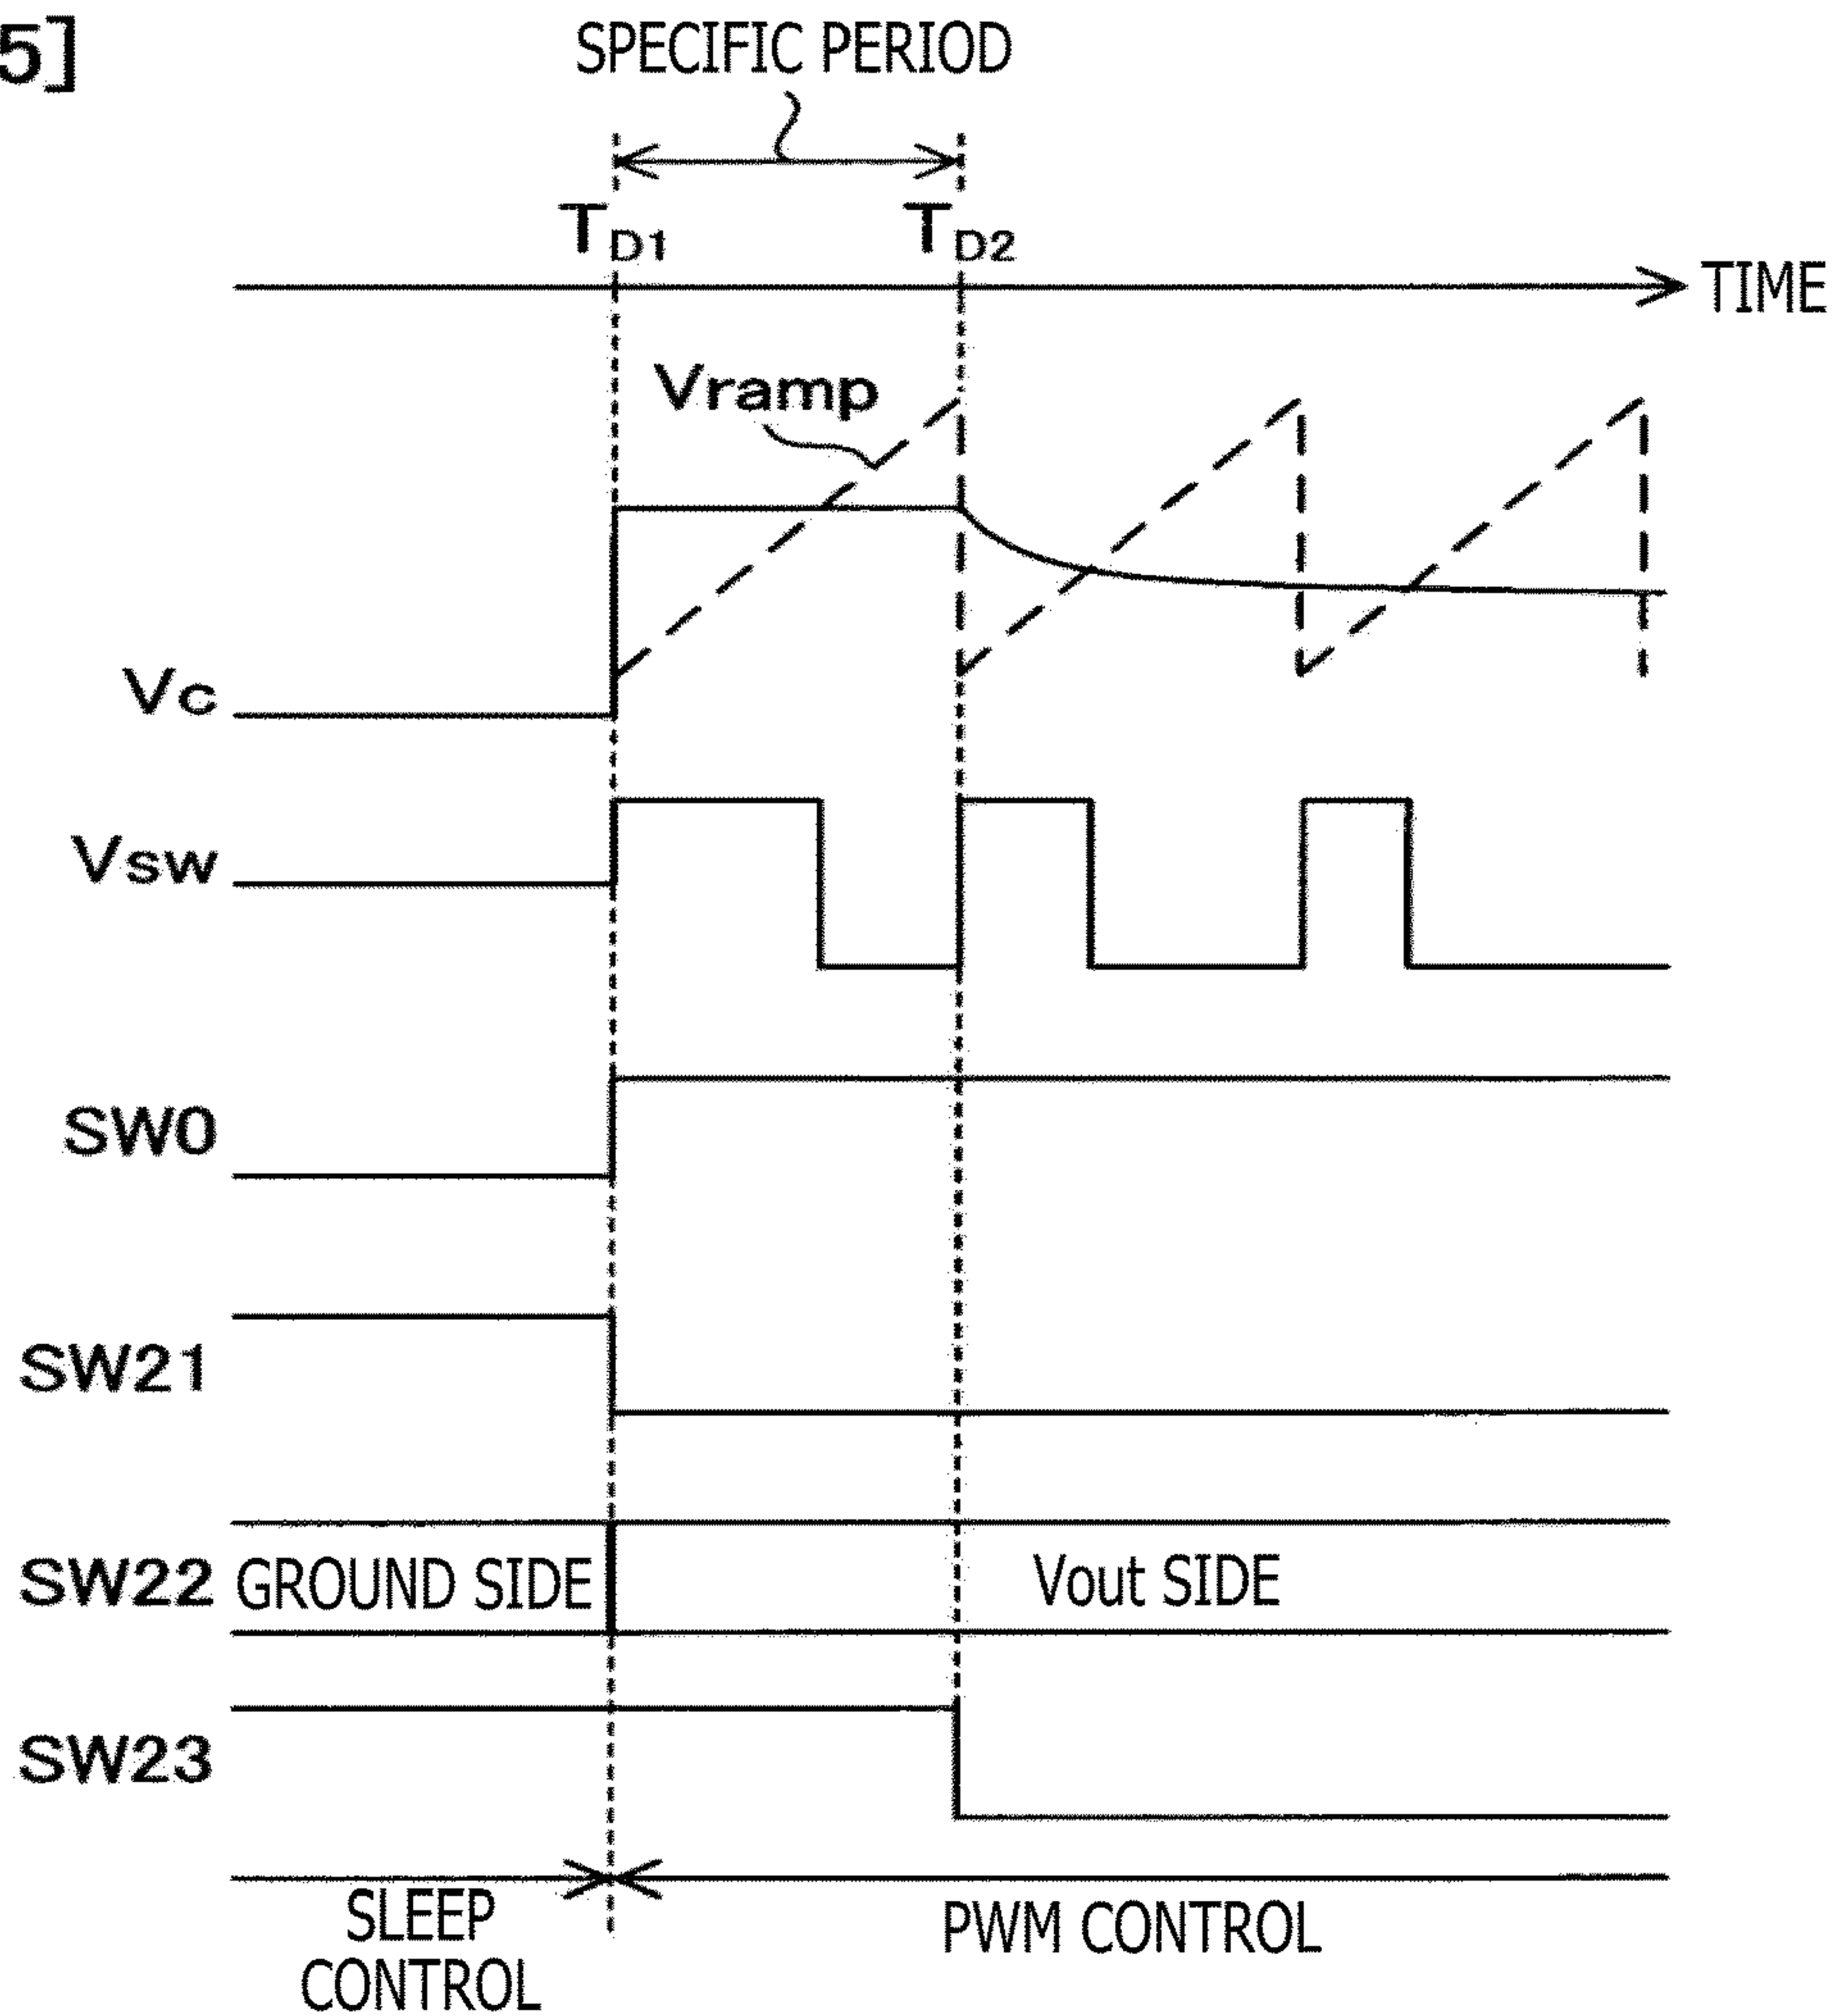 5]
SPECIFIC PERIOD
TD1 TD2
TIME
Vramp
Vc
Vsw
SW0
SW21
SW22 GROUND SIDE Vout SIDE
SW23
SLEEP
CONTROL
PWM CONTROL